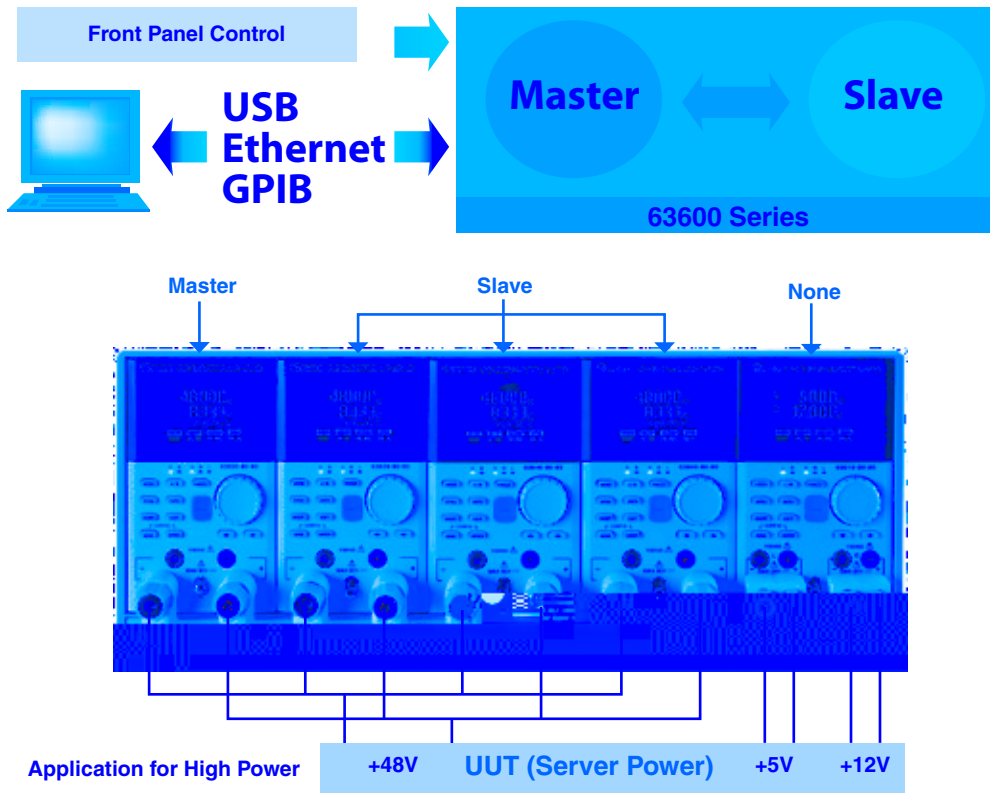 Front Panel Control
USB
Ethernet
GPIB
Master
Slave
63600 Series
Master
Slave
None
Application for High Power
+48V
UUT (Server Power)
+5V
+12V